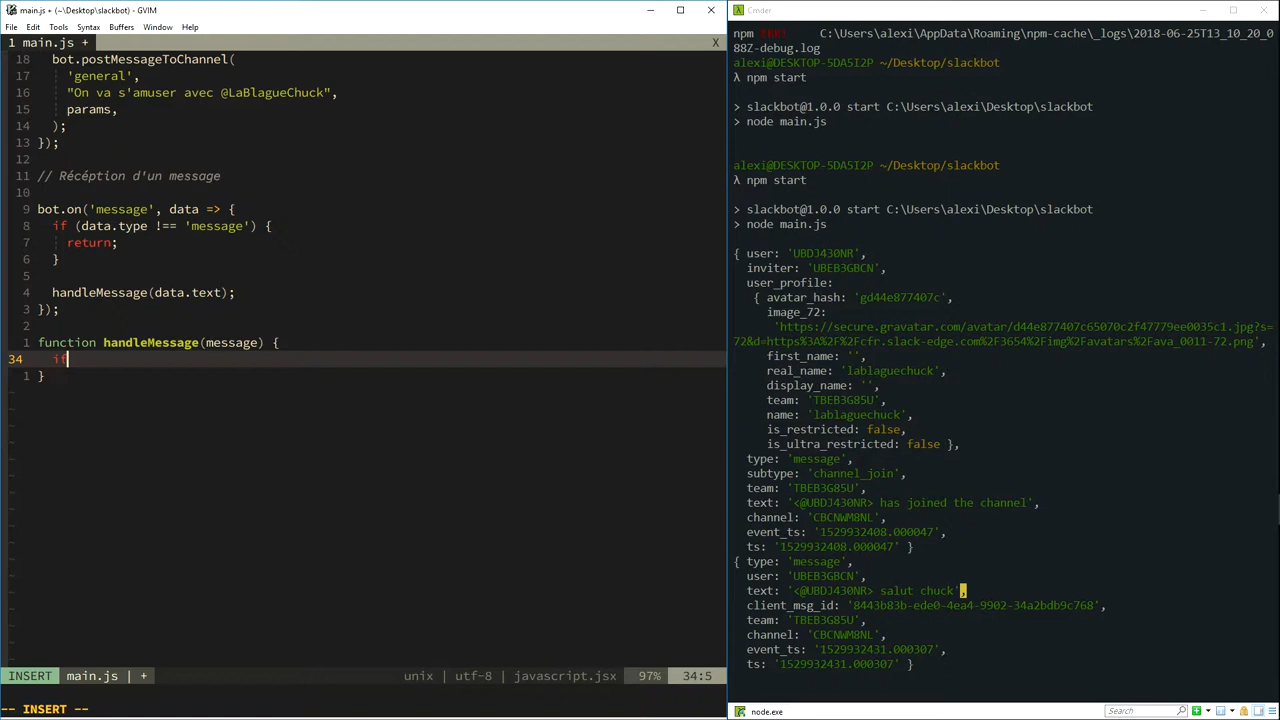 main.js + (~\Desktop\slackbot) - GVIM
File Edit Tools Syntax Buffers Window Help
1 main.js + X
18 bot.postMessageToChannel(
17 'general',
16 "On va s'amuser avec @LaBlagueChuck",
15 params,
14 );
13 });
12
11 // Récéption d'un message
10
9 bot.on('message', data => {
8 if (data.type !== 'message') {
7 return;
6 }
5
4 handleMessage(data.text);
3 });
2
1 function handleMessage(message) {
34 if
1 }
INSERT main.js | + unix | utf-8 | javascript.jsx 97% 34:5
-- INSERT --
Cmder
npm ERR! C:\Users\alexi\AppData\Roaming\npm-cache\_logs\2018-06-25T13_10_20_0
88Z-debug.log
alexi@DESKTOP-5DA5I2P ~/Desktop/slackbot
λ npm start
> slackbot@1.0.0 start C:\Users\alexi\Desktop\slackbot
> node main.js
alexi@DESKTOP-5DA5I2P ~/Desktop/slackbot
λ npm start
> slackbot@1.0.0 start C:\Users\alexi\Desktop\slackbot
> node main.js
{ user: 'UBDJ430NR',
inviter: 'UBEB3GBCN',
user_profile:
{ avatar_hash: 'gd44e877407c',
image_72:
'https://secure.gravatar.com/avatar/d44e877407c65070c2f47779ee0035c1.jpg?s=
72&d=https%3A%2F%2Fcfr.slack-edge.com%2F3654%2Fimg%2Favatars%2Fava_0011-72.png',
first_name: '',
real_name: 'lablaguechuck',
display_name: '',
team: 'TBEB3G85U',
name: 'lablaguechuck',
is_restricted: false,
is_ultra_restricted: false },
type: 'message',
subtype: 'channel_join',
team: 'TBEB3G85U',
text: '<@UBDJ430NR> has joined the channel',
channel: 'CBCNWM8NL',
event_ts: '1529932408.000047',
ts: '1529932408.000047' }
{ type: 'message',
user: 'UBEB3GBCN',
text: '<@UBDJ430NR> salut chuck',
client_msg_id: '8443b83b-ede0-4ea4-9902-34a2bdb9c768',
team: 'TBEB3G85U',
channel: 'CBCNWM8NL',
event_ts: '1529932431.000307',
ts: '1529932431.000307' }
node.exe Search